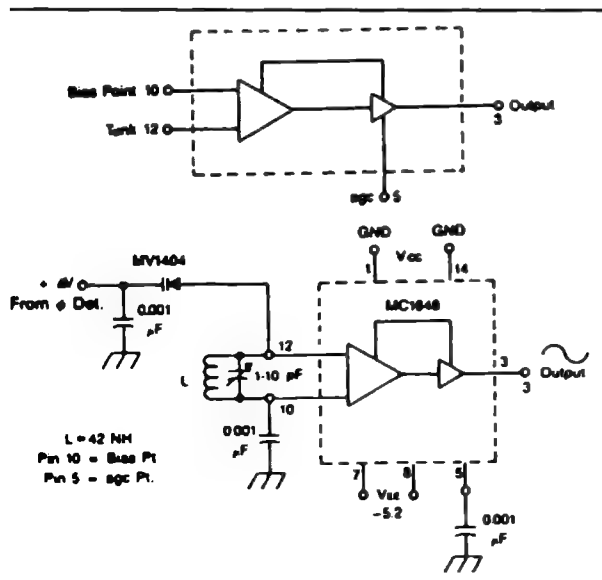 Bias Point 10
Tank 12
Output
3
agc 5
GND
GND
VCC
1
14
MV1404
MC1648
+ ΔV
From φ Det.
0.001
μF
12
1-10 pF
L
10
3
Output
3
0.001
μF
L = 42 NH
Pin 10 = Bias Pt
Pin 5 = agc Pt.
7
8
5
VEE
-5.2
0.001
μF